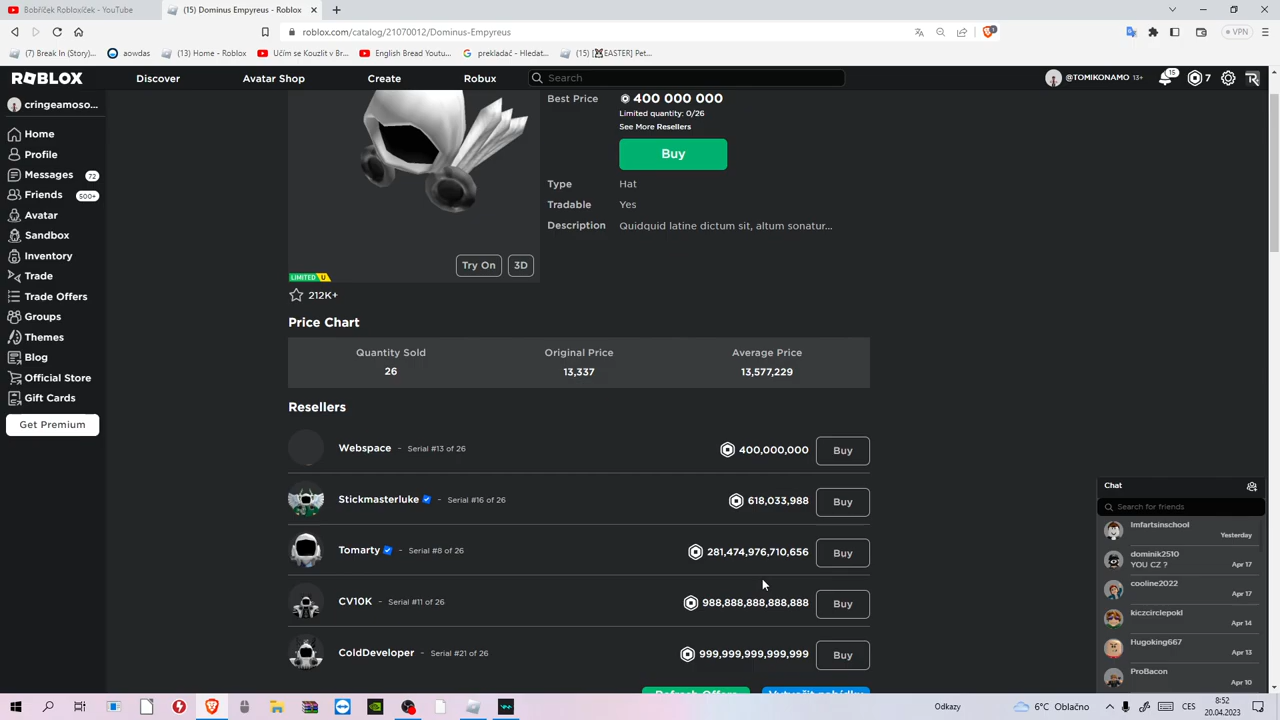 Bobříček Robloxíček - YouTube
(15) Dominus Empyreus - Roblox
roblox.com/catalog/21070012/Dominus-Empyreus
VPN
(7) Break In (Story)...
aowdas
(13) Home - Roblox
Učím se Kouzlit v Br...
English Bread Youtu...
prekladač - Hledat...
EASTER] Pet...
ROBLOX
Discover
Avatar Shop
Create
Robux
Search
@TOMIKONAMO 13+
15
7
cringeamoso...
Home
Profile
Messages
72
Friends
500+
Avatar
Sandbox
Inventory
Trade
Trade Offers
Groups
Themes
Blog
Official Store
Gift Cards
Get Premium
Best Price
400 000 000
Limited quantity: 0/26
See More Resellers
Buy
Type
Hat
Tradable
Yes
Description
Quidquid latine dictum sit, altum sonatur...
Try On
3D
LIMITED U
212K+
Price Chart
Quantity Sold
Original Price
Average Price
26
13,337
13,577,229
Resellers
Webspace - Serial #13 of 26
400,000,000
Buy
Stickmasterluke - Serial #16 of 26
618,033,988
Buy
Tomarty - Serial #8 of 26
281,474,976,710,656
Buy
CV10K - Serial #11 of 26
988,888,888,888,888
Buy
ColdDeveloper - Serial #21 of 26
999,999,999,999,999
Buy
Refresh Offers
Vytvořit nabídku
Chat
Search for friends
Imfartsinschool
Yesterday
dominik2510
YOU CZ ?
Apr 17
cooline2022
Apr 17
kiczcirclepokl
Apr 14
Hugoking667
Apr 13
ProBacon
Apr 10
Odkazy
6°C Oblačno
CES
8:52
20.04.2023